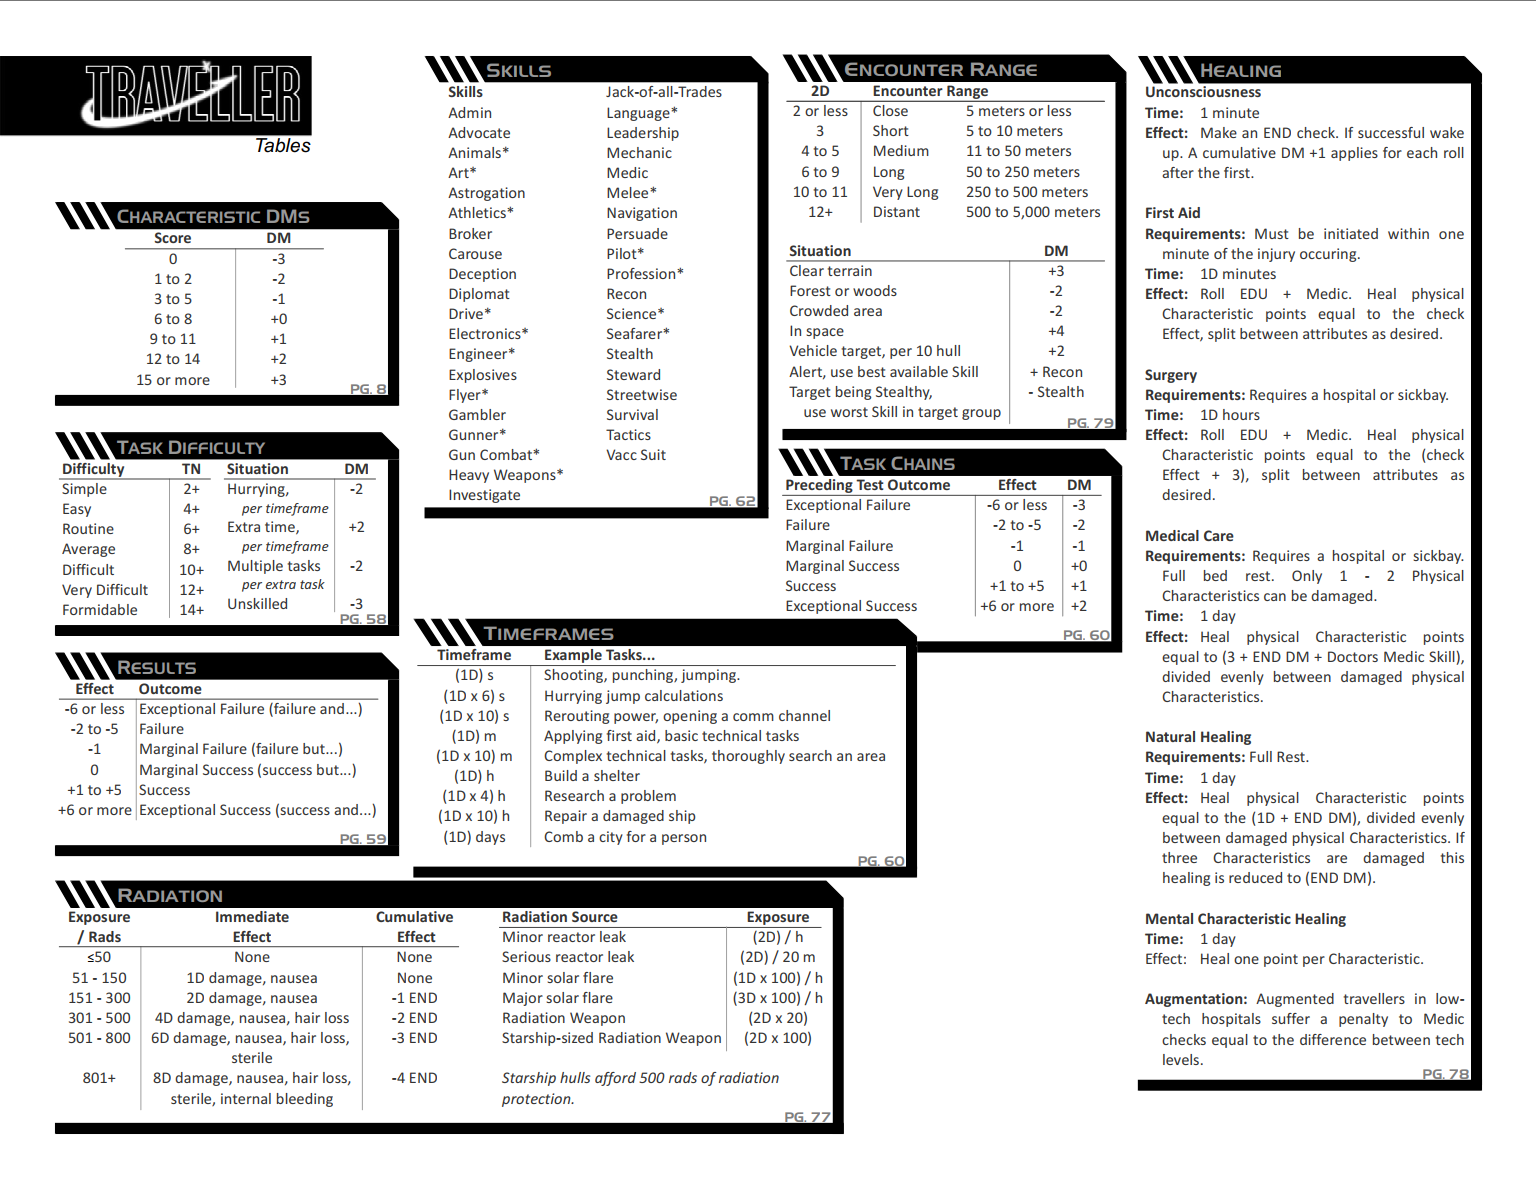 TRAVELLER
Tables
CHARACTERISTIC DMS
Score DM
0 -3
1 to 2 -2
3 to 5 -1
6 to 8 +0
9 to 11 +1
12 to 14 +2
15 or more +3
PG. 8
TASK DIFFICULTY
Difficulty TN Situation DM
Simple 2+ Hurrying, -2
Easy 4+ per timeframe
Routine 6+ Extra time, +2
Average 8+ per timeframe
Difficult 10+ Multiple tasks -2
Very Difficult 12+ per extra task
Formidable 14+ Unskilled -3
PG. 58
RESULTS
Effect Outcome
-6 or less Exceptional Failure (failure and...)
-2 to -5 Failure
-1 Marginal Failure (failure but...)
0 Marginal Success (success but...)
+1 to +5 Success
+6 or more Exceptional Success (success and...)
PG. 59
SKILLS
Skills
Admin
Advocate
Animals*
Art*
Astrogation
Athletics*
Broker
Carouse
Deception
Diplomat
Drive*
Electronics*
Engineer*
Explosives
Flyer*
Gambler
Gunner*
Gun Combat*
Heavy Weapons*
Investigate
Jack-of-all-Trades
Language*
Leadership
Mechanic
Medic
Melee*
Navigation
Persuade
Pilot*
Profession*
Recon
Science*
Seafarer*
Stealth
Steward
Streetwise
Survival
Tactics
Vacc Suit
PG. 62
ENCOUNTER RANGE
2D Encounter Range
2 or less Close 5 meters or less
3 Short 5 to 10 meters
4 to 5 Medium 11 to 50 meters
6 to 9 Long 50 to 250 meters
10 to 11 Very Long 250 to 500 meters
12+ Distant 500 to 5,000 meters
Situation DM
Clear terrain +3
Forest or woods -2
Crowded area -2
In space +4
Vehicle target, per 10 hull +2
Alert, use best available Skill + Recon
Target being Stealthy, - Stealth
use worst Skill in target group
PG. 79
TASK CHAINS
Preceding Test Outcome Effect DM
Exceptional Failure -6 or less -3
Failure -2 to -5 -2
Marginal Failure -1 -1
Marginal Success 0 +0
Success +1 to +5 +1
Exceptional Success +6 or more +2
PG. 60
TIMEFRAMES
Timeframe Example Tasks...
(1D) s Shooting, punching, jumping.
(1D x 6) s Hurrying jump calculations
(1D x 10) s Rerouting power, opening a comm channel
(1D) m Applying first aid, basic technical tasks
(1D x 10) m Complex technical tasks, thoroughly search an area
(1D) h Build a shelter
(1D x 4) h Research a problem
(1D x 10) h Repair a damaged ship
(1D) days Comb a city for a person
PG. 60
RADIATION
Exposure Immediate Cumulative
/ Rads Effect Effect
≤50 None None
51 - 150 1D damage, nausea None
151 - 300 2D damage, nausea -1 END
301 - 500 4D damage, nausea, hair loss -2 END
501 - 800 6D damage, nausea, hair loss, -3 END
sterile
801+ 8D damage, nausea, hair loss, -4 END
sterile, internal bleeding
Radiation Source Exposure
Minor reactor leak (2D) / h
Serious reactor leak (2D) / 20 m
Minor solar flare (1D x 100) / h
Major solar flare (3D x 100) / h
Radiation Weapon (2D x 20)
Starship-sized Radiation Weapon (2D x 100)
Starship hulls afford 500 rads of radiation
protection.
PG. 77
HEALING
Unconsciousness
Time: 1 minute
Effect: Make an END check. If successful wake
up. A cumulative DM +1 applies for each roll
after the first.
First Aid
Requirements: Must be initiated within one
minute of the injury occuring.
Time: 1D minutes
Effect: Roll EDU + Medic. Heal physical
Characteristic points equal to the check
Effect, split between attributes as desired.
Surgery
Requirements: Requires a hospital or sickbay.
Time: 1D hours
Effect: Roll EDU + Medic. Heal physical
Characteristic points equal to the (check
Effect + 3), split between attributes as
desired.
Medical Care
Requirements: Requires a hospital or sickbay.
Full bed rest. Only 1 - 2 Physical
Characteristics can be damaged.
Time: 1 day
Effect: Heal physical Characteristic points
equal to (3 + END DM + Doctors Medic Skill),
divided evenly between damaged physical
Characteristics.
Natural Healing
Requirements: Full Rest.
Time: 1 day
Effect: Heal physical Characteristic points
equal to the (1D + END DM), divided evenly
between damaged physical Characteristics. If
three Characteristics are damaged this
healing is reduced to (END DM).
Mental Characteristic Healing
Time: 1 day
Effect: Heal one point per Characteristic.
Augmentation: Augmented travellers in low-
tech hospitals suffer a penalty to Medic
checks equal to the difference between tech
levels.
PG. 78